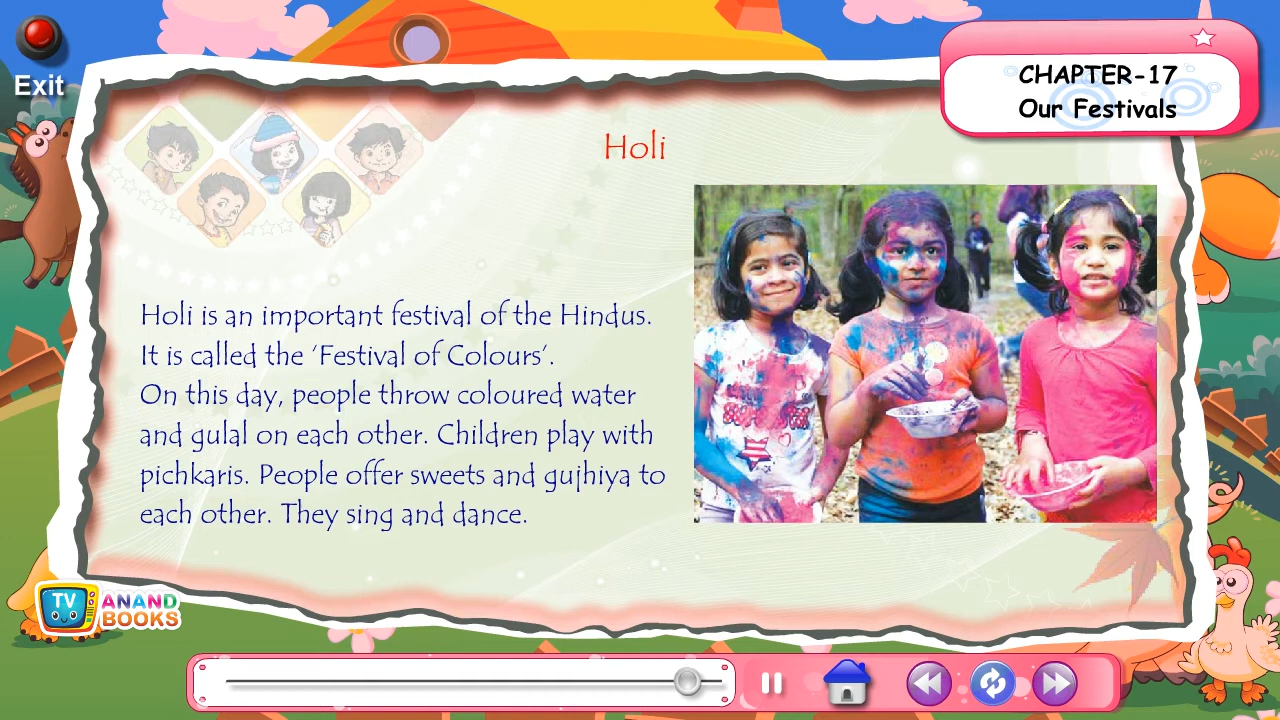 Exit
CHAPTER-17
Our Festivals
Holi
Holi is an important festival of the Hindus.
It is called the ‘Festival of Colours’.
On this day, people throw coloured water
and gulal on each other. Children play with
pichkaris. People offer sweets and gujhiya to
each other. They sing and dance.
TV
ANAND
BOOKS